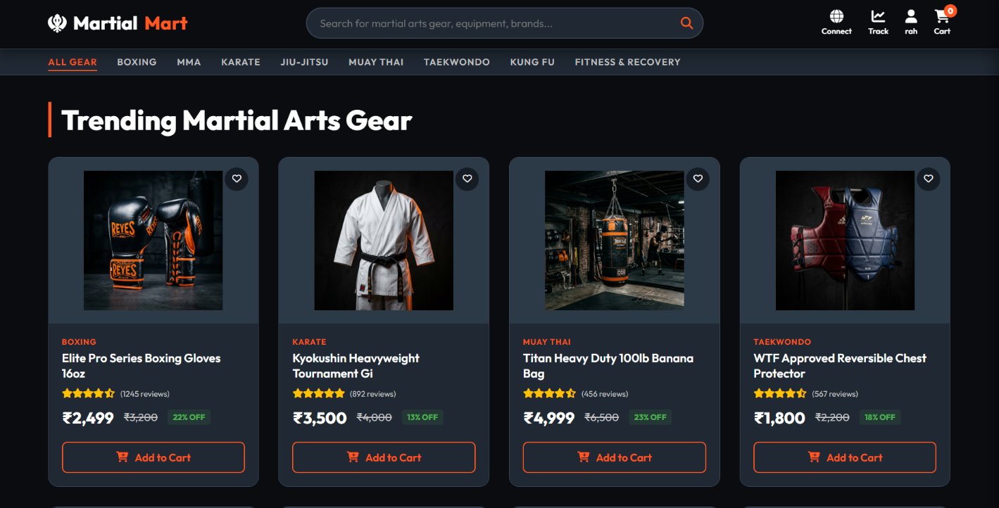 Martial Mart
Search for martial arts gear, equipment, brands...
0
Connect Track rah Cart
ALL GEAR BOXING MMA KARATE JIU-JITSU MUAY THAI TAEKWONDO KUNG FU FITNESS & RECOVERY
Trending Martial Arts Gear
REYES
PRO
REYES
REYES
WTF
BOXING
Elite Pro Series Boxing Gloves
16oz
(1245 reviews)
₹2,499 ₹3,200 22% OFF
Add to Cart
KARATE
Kyokushin Heavyweight
Tournament Gi
(892 reviews)
₹3,500 ₹4,000 13% OFF
Add to Cart
MUAY THAI
Titan Heavy Duty 100lb Banana
Bag
(456 reviews)
₹4,999 ₹6,500 23% OFF
Add to Cart
TAEKWONDO
WTF Approved Reversible Chest
Protector
(567 reviews)
₹1,800 ₹2,200 18% OFF
Add to Cart